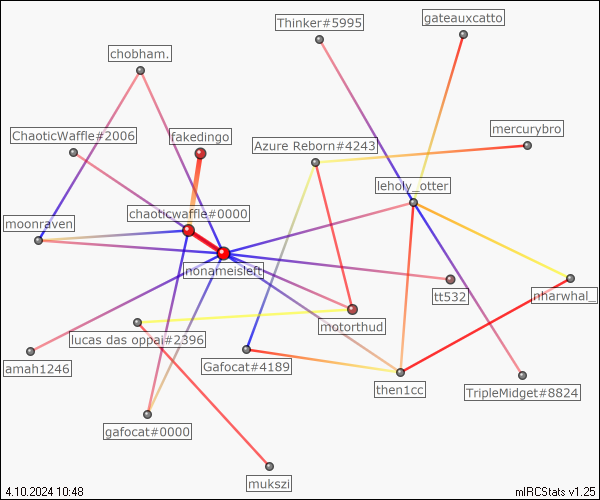 Thinker#5995
gateauxcatto
chobham.
ChaoticWaffle#2006
fakedingo
mercurybro
Azure Reborn#4243
leholy_otter
chaoticwaffle#0000
moonraven
nonameisleft
tt532
nharwhal_
motorthud
lucas das oppai#2396
amah1246
Gafocat#4189
then1cc
TripleMidget#8824
gafocat#0000
mukszi
4.10.2024 10:48
mIRCStats v1.25